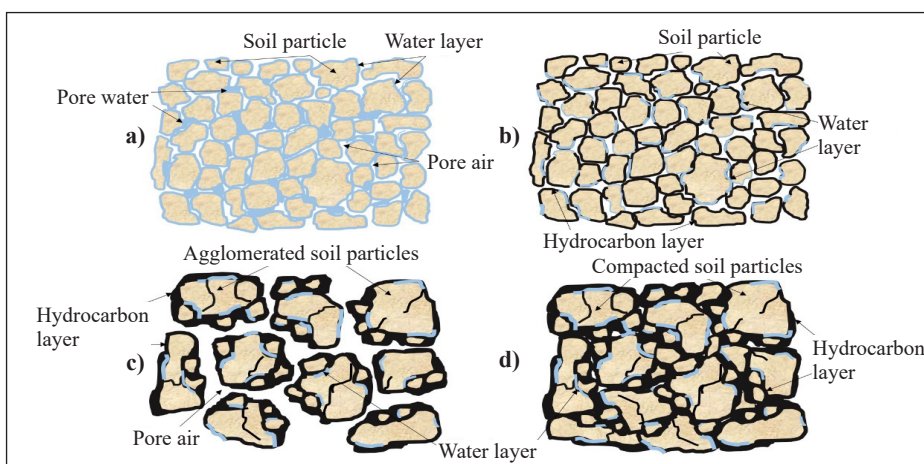 Soil particle
Water layer
Pore water
a)
Pore air
Soil particle
b)
Water
layer
Hydrocarbon layer
Agglomerated soil particles
Hydrocarbon
layer
c)
Pore air
Water layer
Compacted soil particles
d)
Hydrocarbon
layer